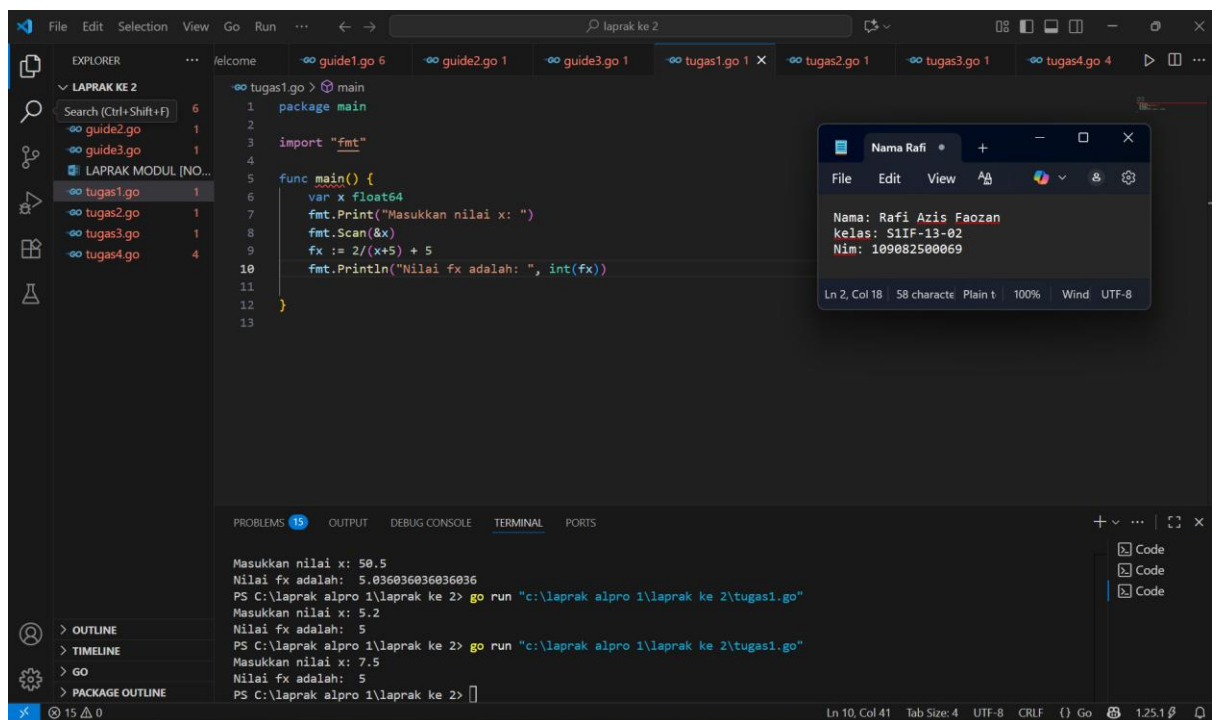 File Edit Selection View Go Run ... laprak ke 2
EXPLORER ...
LAPRAK KE 2
Search (Ctrl+Shift+F) 6
guide2.go 1
guide3.go 1
LAPRAK MODUL [NO...
tugas1.go 1
tugas2.go 1
tugas3.go 1
tugas4.go 4
elcome guide1.go 6 guide2.go 1 guide3.go 1 tugas1.go 1 tugas2.go 1 tugas3.go 1 tugas4.go 4 ...
tugas1.go > main
1 package main
2
3 import "fmt"
4
5 func main() {
6 var x float64
7 fmt.Print("Masukkan nilai x: ")
8 fmt.Scan(&x)
9 fx := 2/(x+5) + 5
10 fmt.Println("Nilai fx adalah: ", int(fx))
11
12 }
13
Nama Rafi
File Edit View
Nama: Rafi Azis Faozan
kelas: S1IF-13-02
Nim: 109082500069
Ln 2, Col 18 58 characte Plain t 100% Wind UTF-8
PROBLEMS 15 OUTPUT DEBUG CONSOLE TERMINAL PORTS
Masukkan nilai x: 50.5
Nilai fx adalah: 5.036036036036036
PS C:\laprak alpro 1\laprak ke 2> go run "c:\laprak alpro 1\laprak ke 2\tugas1.go"
Masukkan nilai x: 5.2
Nilai fx adalah: 5
PS C:\laprak alpro 1\laprak ke 2> go run "c:\laprak alpro 1\laprak ke 2\tugas1.go"
Masukkan nilai x: 7.5
Nilai fx adalah: 5
PS C:\laprak alpro 1\laprak ke 2>
Code
Code
Code
OUTLINE
TIMELINE
GO
PACKAGE OUTLINE
15 0
Ln 10, Col 41 Tab Size: 4 UTF-8 CRLF {} Go 1.25.1